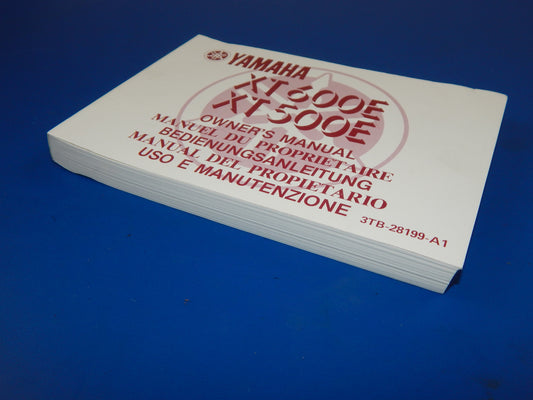 YAMAHA
XT600E
XT500E
OWNER'S MANUAL
MANUEL DU PROPRIETAIRE
BEDIENUNGSANLEITUNG
MANUAL DEL PROPIETARIO
USO E MANUTENZIONE
3TB-28199-A1